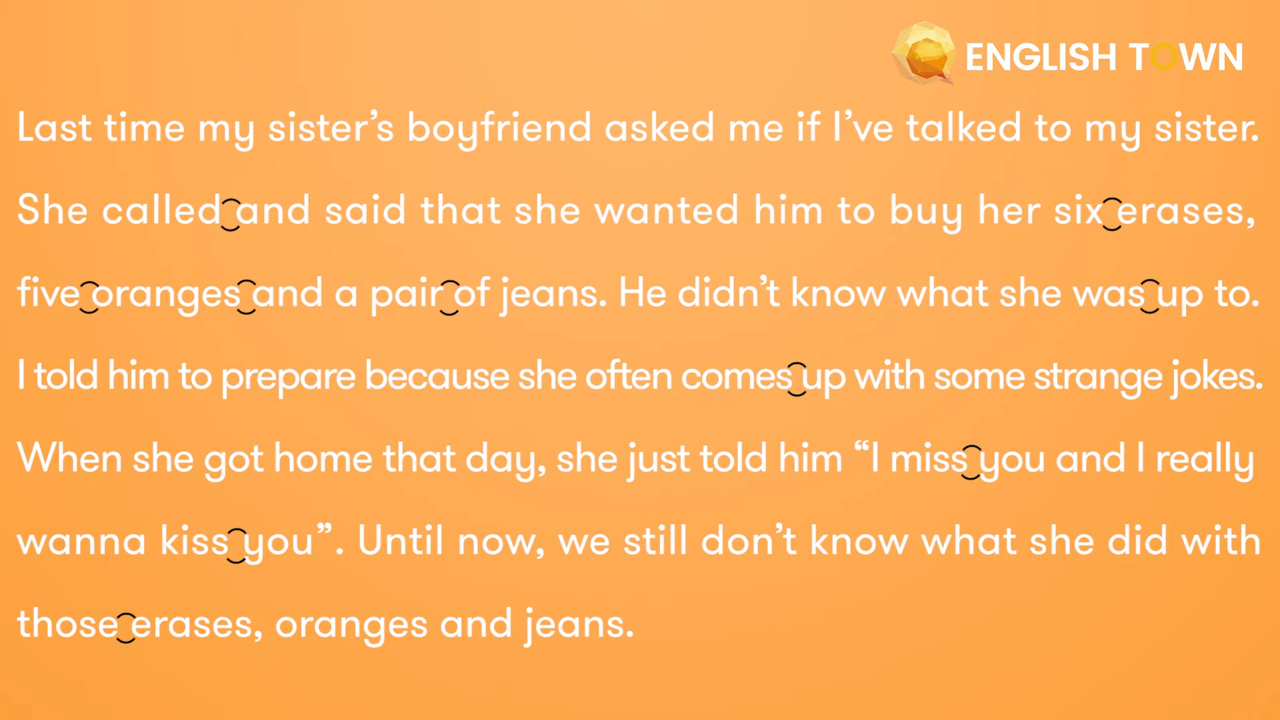 ENGLISH TOWN
Last time my sister’s boyfriend asked me if I’ve talked to my sister.
She called and said that she wanted him to buy her six erases,
five oranges and a pair of jeans. He didn’t know what she was up to.
I told him to prepare because she often comes up with some strange jokes.
When she got home that day, she just told him “I miss you and I really
wanna kiss you”. Until now, we still don’t know what she did with
those erases, oranges and jeans.